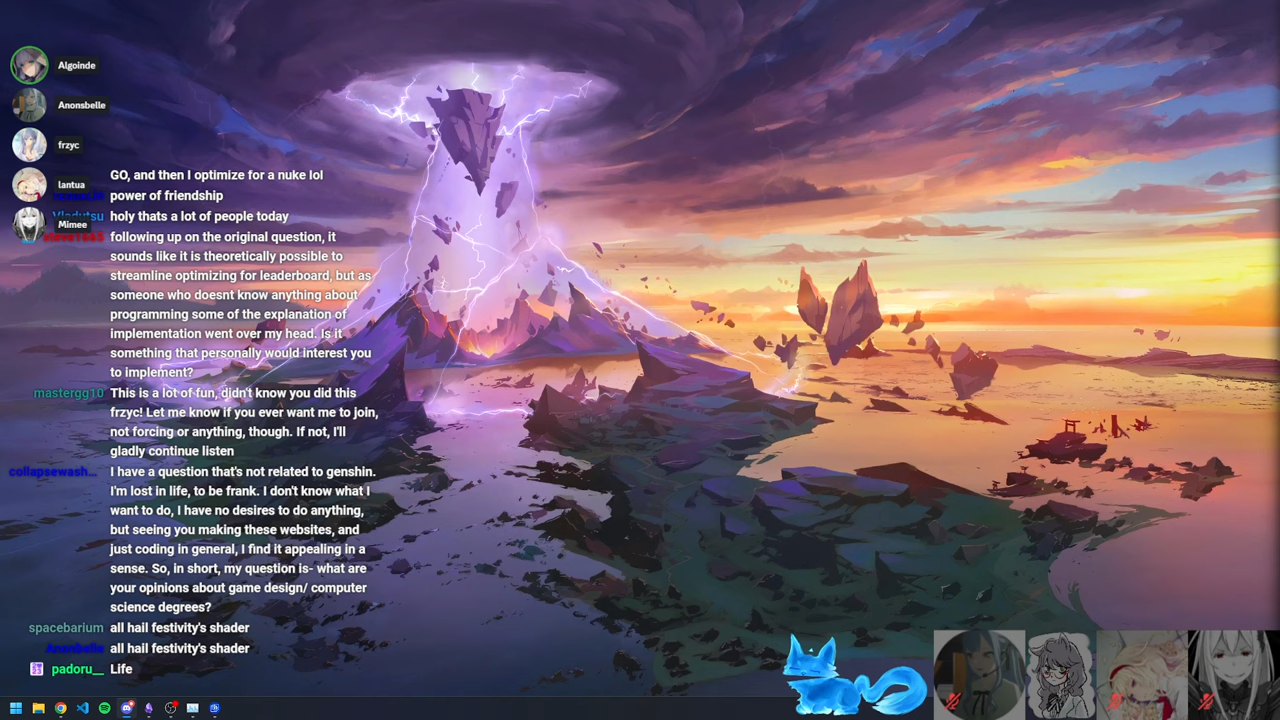 Algoinde
Anonsbelle
frzyc
GO, and then I optimize for a nuke lol
lantua
power of friendship
Vladutsu holy thats a lot of people today
Mimee
following up on the original question, it
sounds like it is theoretically possible to
streamline optimizing for leaderboard, but as
someone who doesnt know anything about
programming some of the explanation of
implementation went over my head. Is it
something that personally would interest you
to implement?
mastergg10 This is a lot of fun, didn't know you did this
frzyc! Let me know if you ever want me to join,
not forcing or anything, though. If not, I'll
gladly continue listen
collapsewash... I have a question that's not related to genshin.
I'm lost in life, to be frank. I don't know what I
want to do, I have no desires to do anything,
but seeing you making these websites, and
just coding in general, I find it appealing in a
sense. So, in short, my question is- what are
your opinions about game design/ computer
science degrees?
spacebarium all hail festivity's shader
Anonbelle all hail festivity's shader
padoru__ Life